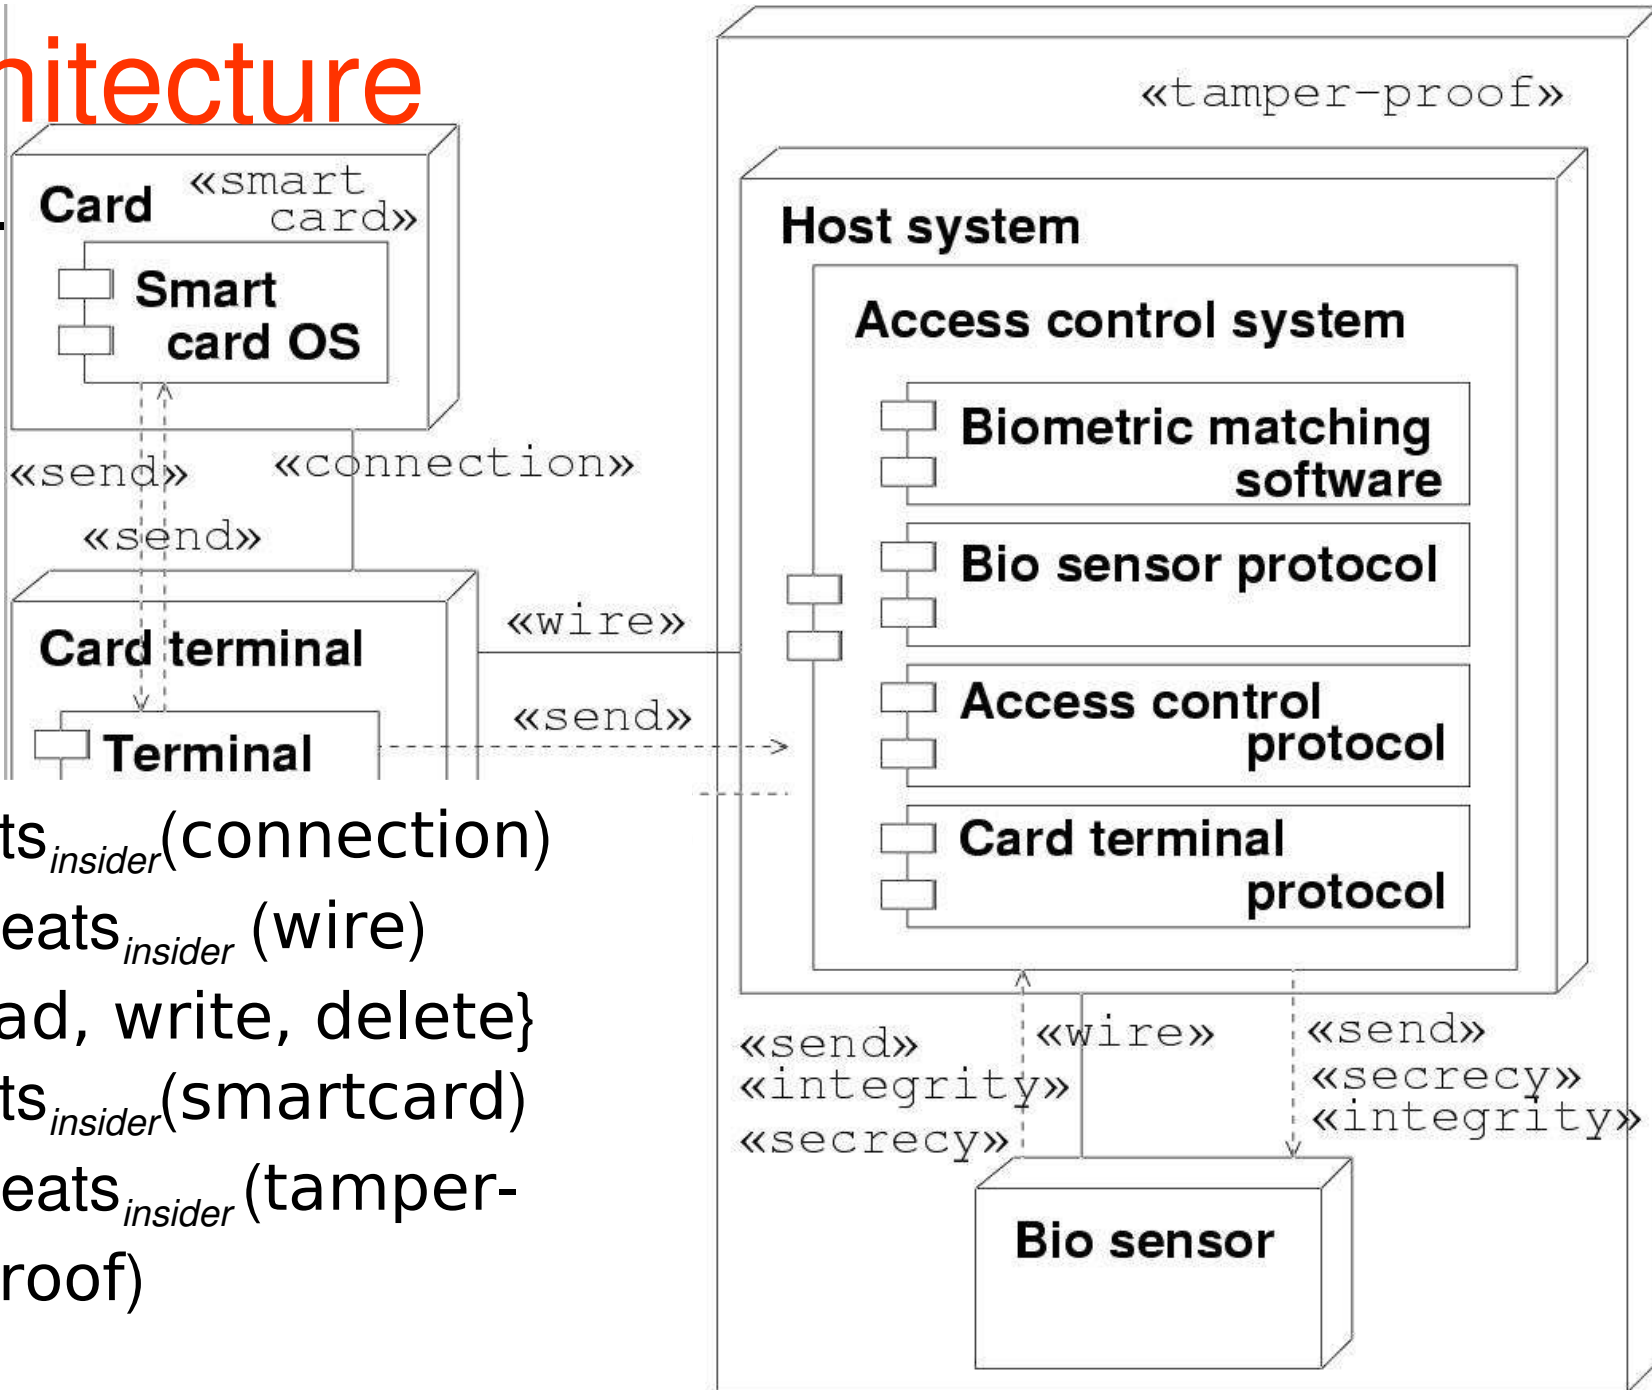 hitecture
«tamper-proof»
Card
«smart
card»
Smart
card OS
«send»
«connection»
«send»
Card terminal
Terminal
«wire»
«send»
Host system
Access control system
Biometric matching
software
Bio sensor protocol
Access control
protocol
Card terminal
protocol
ts insider(connection)
eats insider (wire)
ad, write, delete}
ts insider(smartcard)
eats insider (tamper-
roof)
«send»
«integrity»
«secrecy»
«wire»
«send»
«secrecy»
«integrity»
Bio sensor